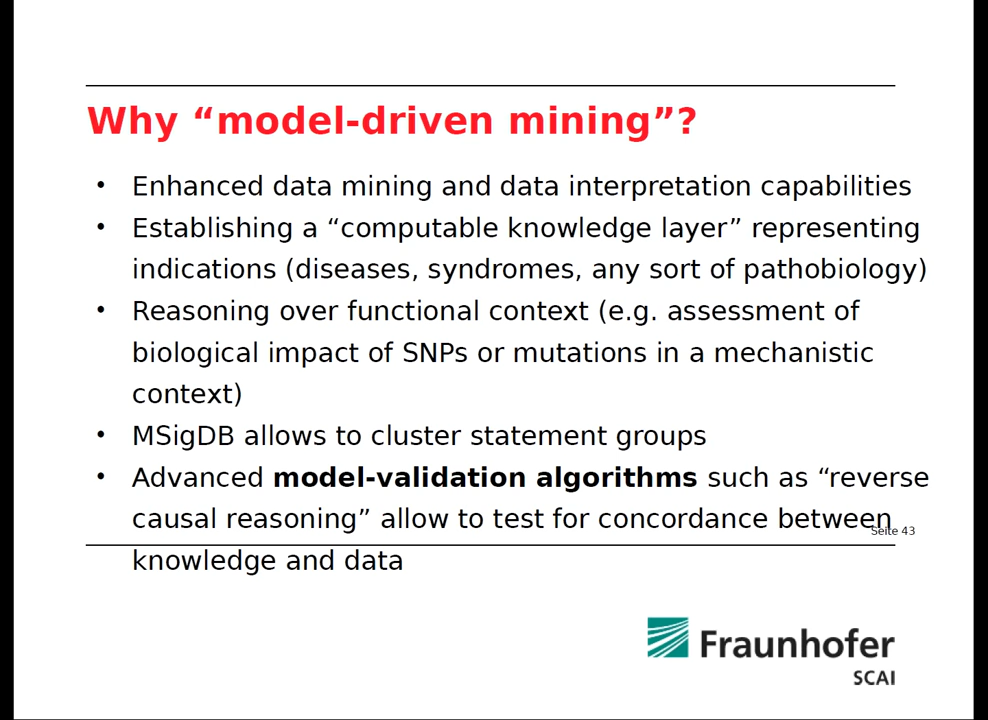 Why “model-driven mining”?
• Enhanced data mining and data interpretation capabilities
• Establishing a “computable knowledge layer” representing
indications (diseases, syndromes, any sort of pathobiology)
• Reasoning over functional context (e.g. assessment of
biological impact of SNPs or mutations in a mechanistic
context)
• MSigDB allows to cluster statement groups
• Advanced model-validation algorithms such as “reverse
causal reasoning” allow to test for concordance between
Seite 43
knowledge and data
Fraunhofer
SCAI